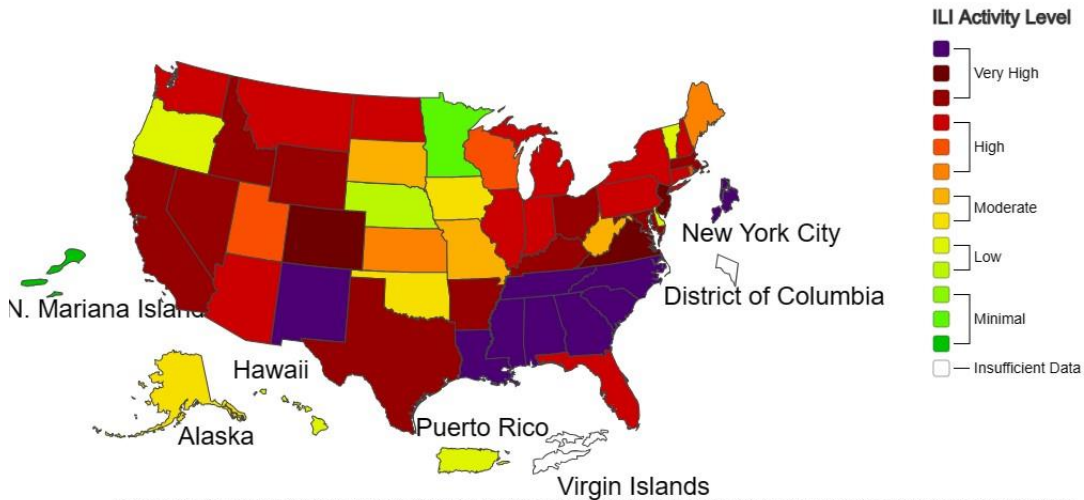 ILI Activity Level
Very High
High
Moderate
Low
Minimal
Insufficient Data
New York City
District of Columbia
N. Mariana Island
Hawaii
Alaska
Puerto Rico
Virgin Islands